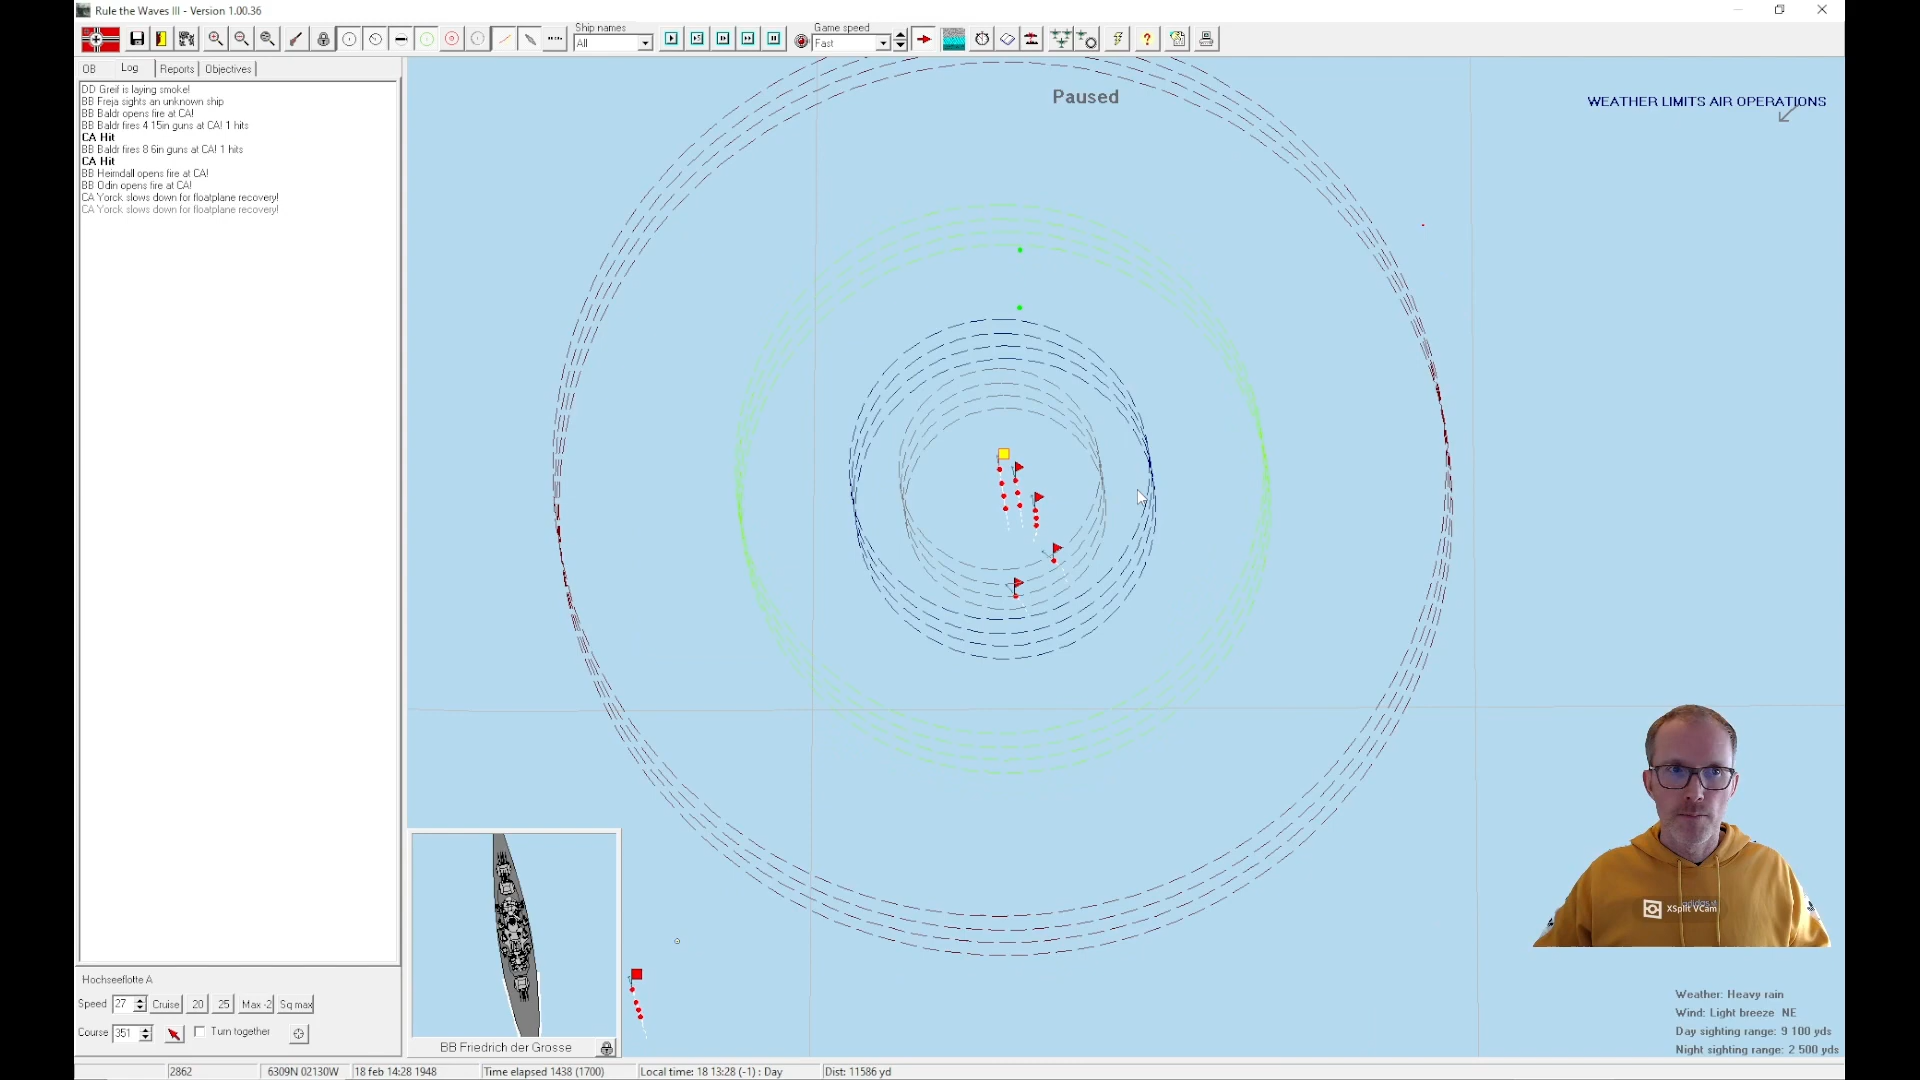 Rule the Waves III - Version 1.00.36
Ship names
All
Game speed
Fast
OB
Log
Reports
Objectives
DD Greif is laying smoke!
BB Freja sights an unknown ship
BB Baldr opens fire at CA!
BB Baldr fires 4 15in guns at CA! 1 hits
CA Hit
BB Baldr fires 8 6in guns at CA! 1 hits
CA Hit
BB Heimdall opens fire at CA!
BB Odin opens fire at CA!
CA Yorck slows down for floatplane recovery!
CA Yorck slows down for floatplane recovery!
Paused
WEATHER LIMITS AIR OPERATIONS
XSplit VCam
Hochseeflotte A
Speed 27 Cruise 20 25 Max -2 Sq max
Course 351 Turn together
BB Friedrich der Grosse
Weather: Heavy rain
Wind: Light breeze NE
Day sighting range: 9 100 yds
Night sighting range: 2 500 yds
2862
6309N 02130W
18 feb 14:28 1948
Time elapsed 1438 (1700)
Local time: 18 13:28 (-1) : Day
Dist: 11586 yd